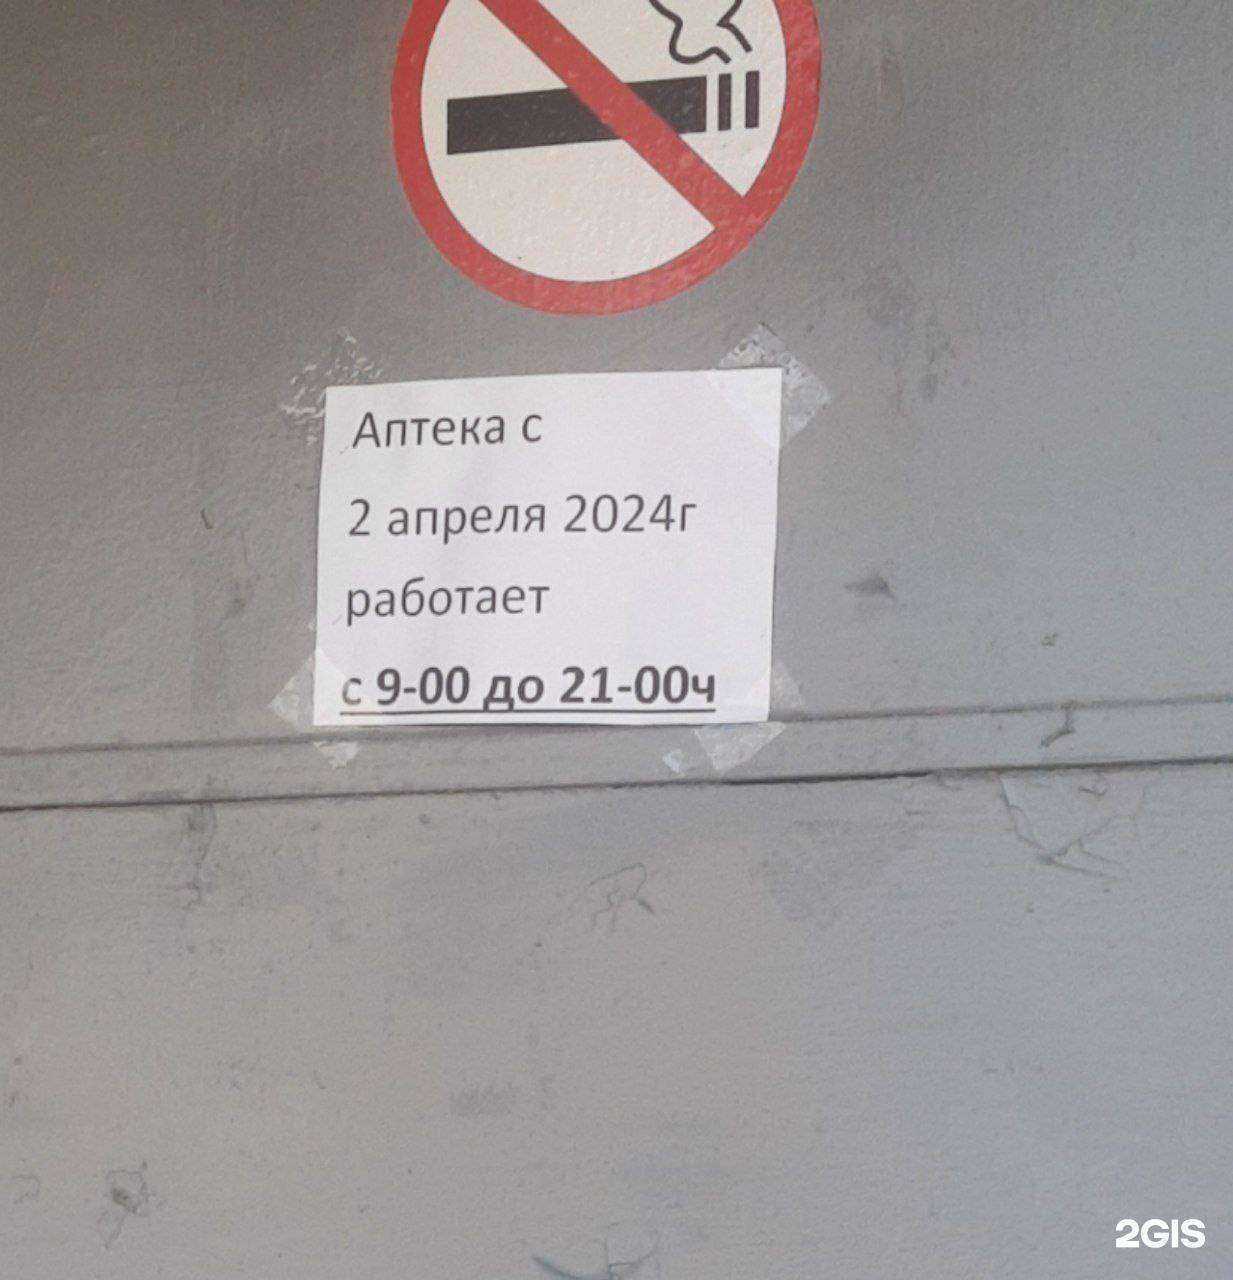 Аптека с
2 апреля 2024г
работает
с 9-00 до 21-00ч
2GIS